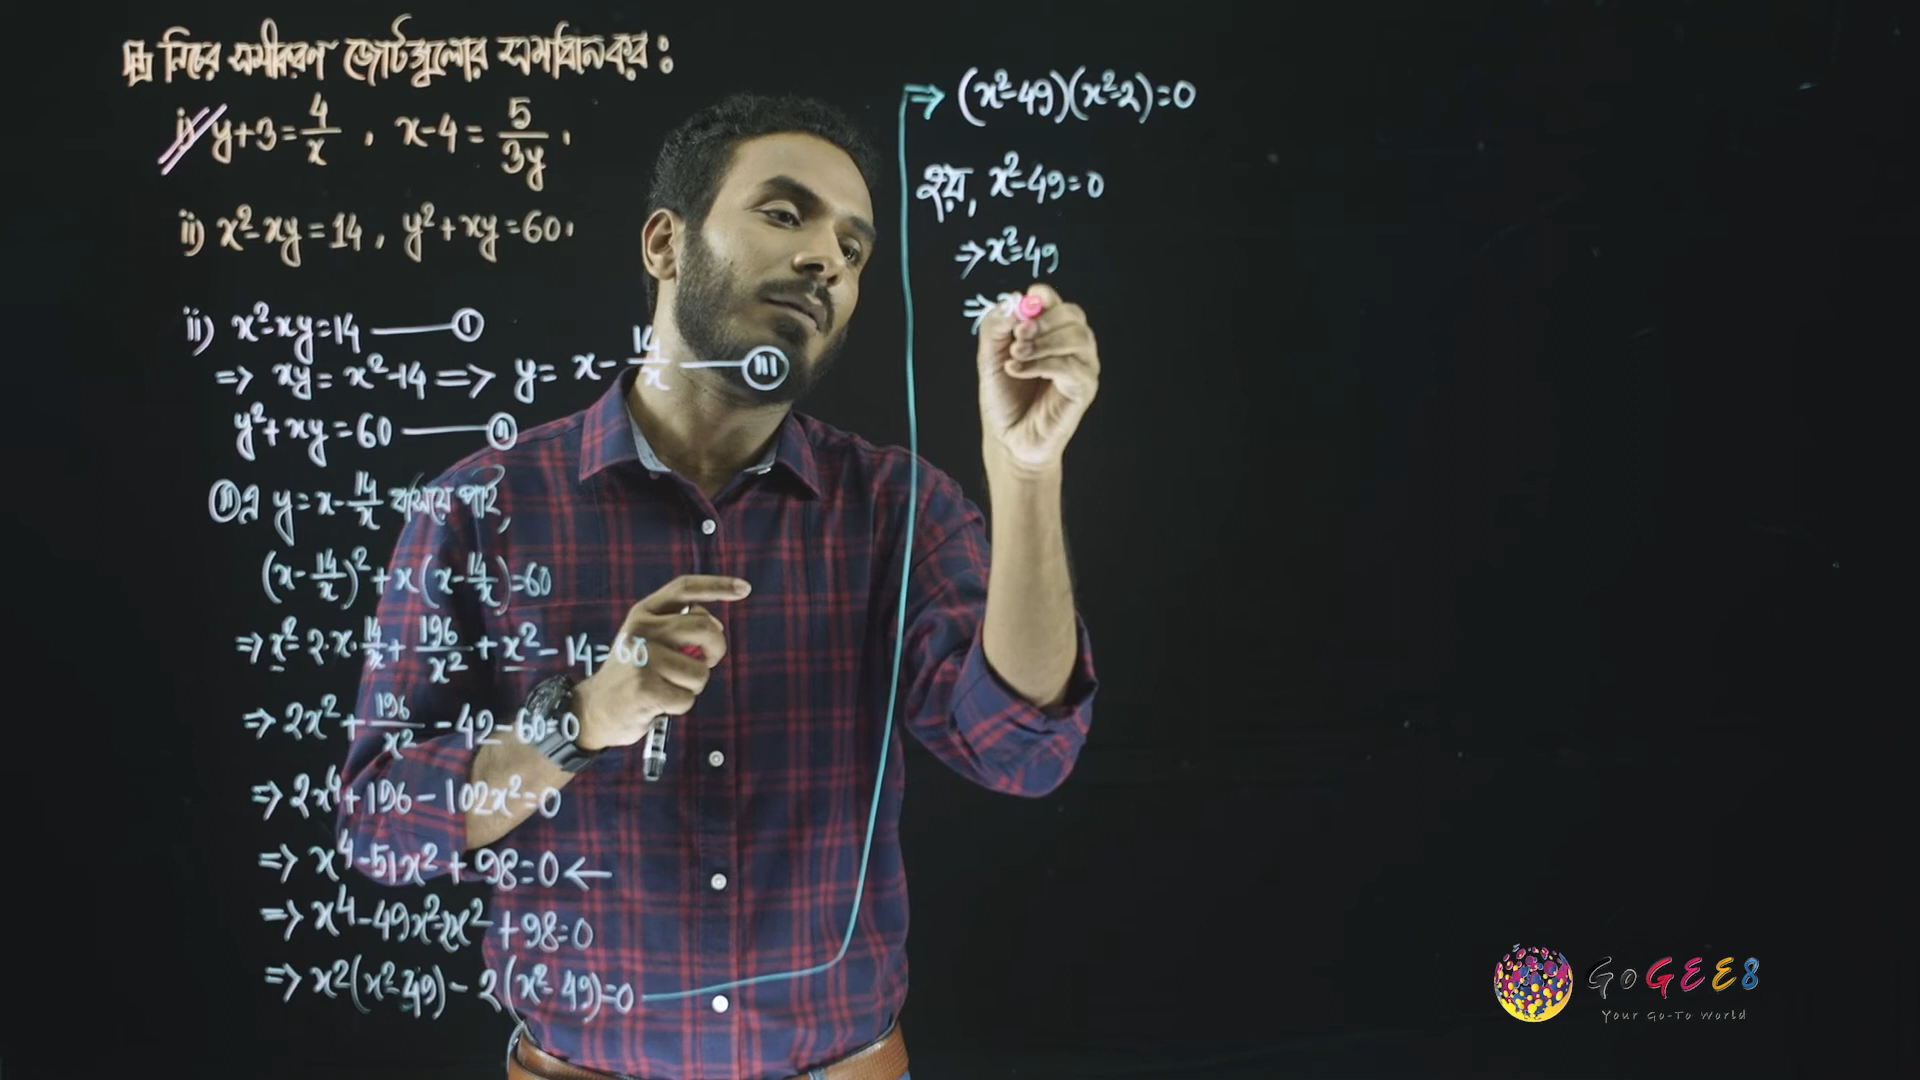 নিচের সমীকরণ জোটগুলোর সমাধান কর :
i) y+3 = 4/x , x-4 = 5/3y ,
ii) x²-xy=14, y²+xy=60,
ii) x²-xy=14 —— (i)
=> xy = x²-14 => y = x - 14/x —— (iii)
y²+xy=60 —— (ii)
(ii) এ y = x - 14/x বসিয়ে পাই,
(x - 14/x)² + x(x - 14/x) = 60
=> x² - 2·x·14/x + 196/x² + x² - 14 = 60
=> 2x² + 196/x² - 42 - 60 = 0
=> 2x⁴ + 196 - 102x² = 0
=> x⁴ - 51x² + 98 = 0 ←
=> x⁴ - 49x² - 2x² + 98 = 0
=> x²(x² - 49) - 2(x² - 49) = 0
=> (x²-49)(x²-2)=0
হয়, x²-49=0
=> x²=49
=> x
GoGEE8
Your Go-To World